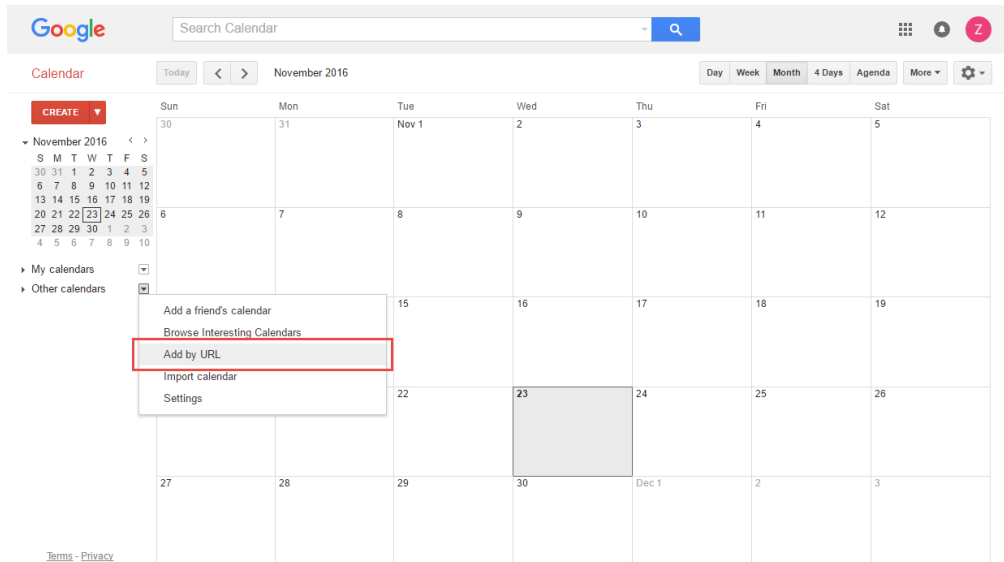 Google
Search Calendar
Z
Calendar
Today
November 2016
Day Week Month 4 Days Agenda More
CREATE
November 2016
S M T W T F S
30 31 1 2 3 4 5
6 7 8 9 10 11 12
13 14 15 16 17 18 19
20 21 22 23 24 25 26
27 28 29 30 1 2 3
4 5 6 7 8 9 10
My calendars
Other calendars
Add a friend's calendar
Browse Interesting Calendars
Add by URL
Import calendar
Settings
Sun Mon Tue Wed Thu Fri Sat
30 31 Nov 1 2 3 4 5
6 7 8 9 10 11 12
15 16 17 18 19
22 23 24 25 26
27 28 29 30 Dec 1 2 3
Terms - Privacy